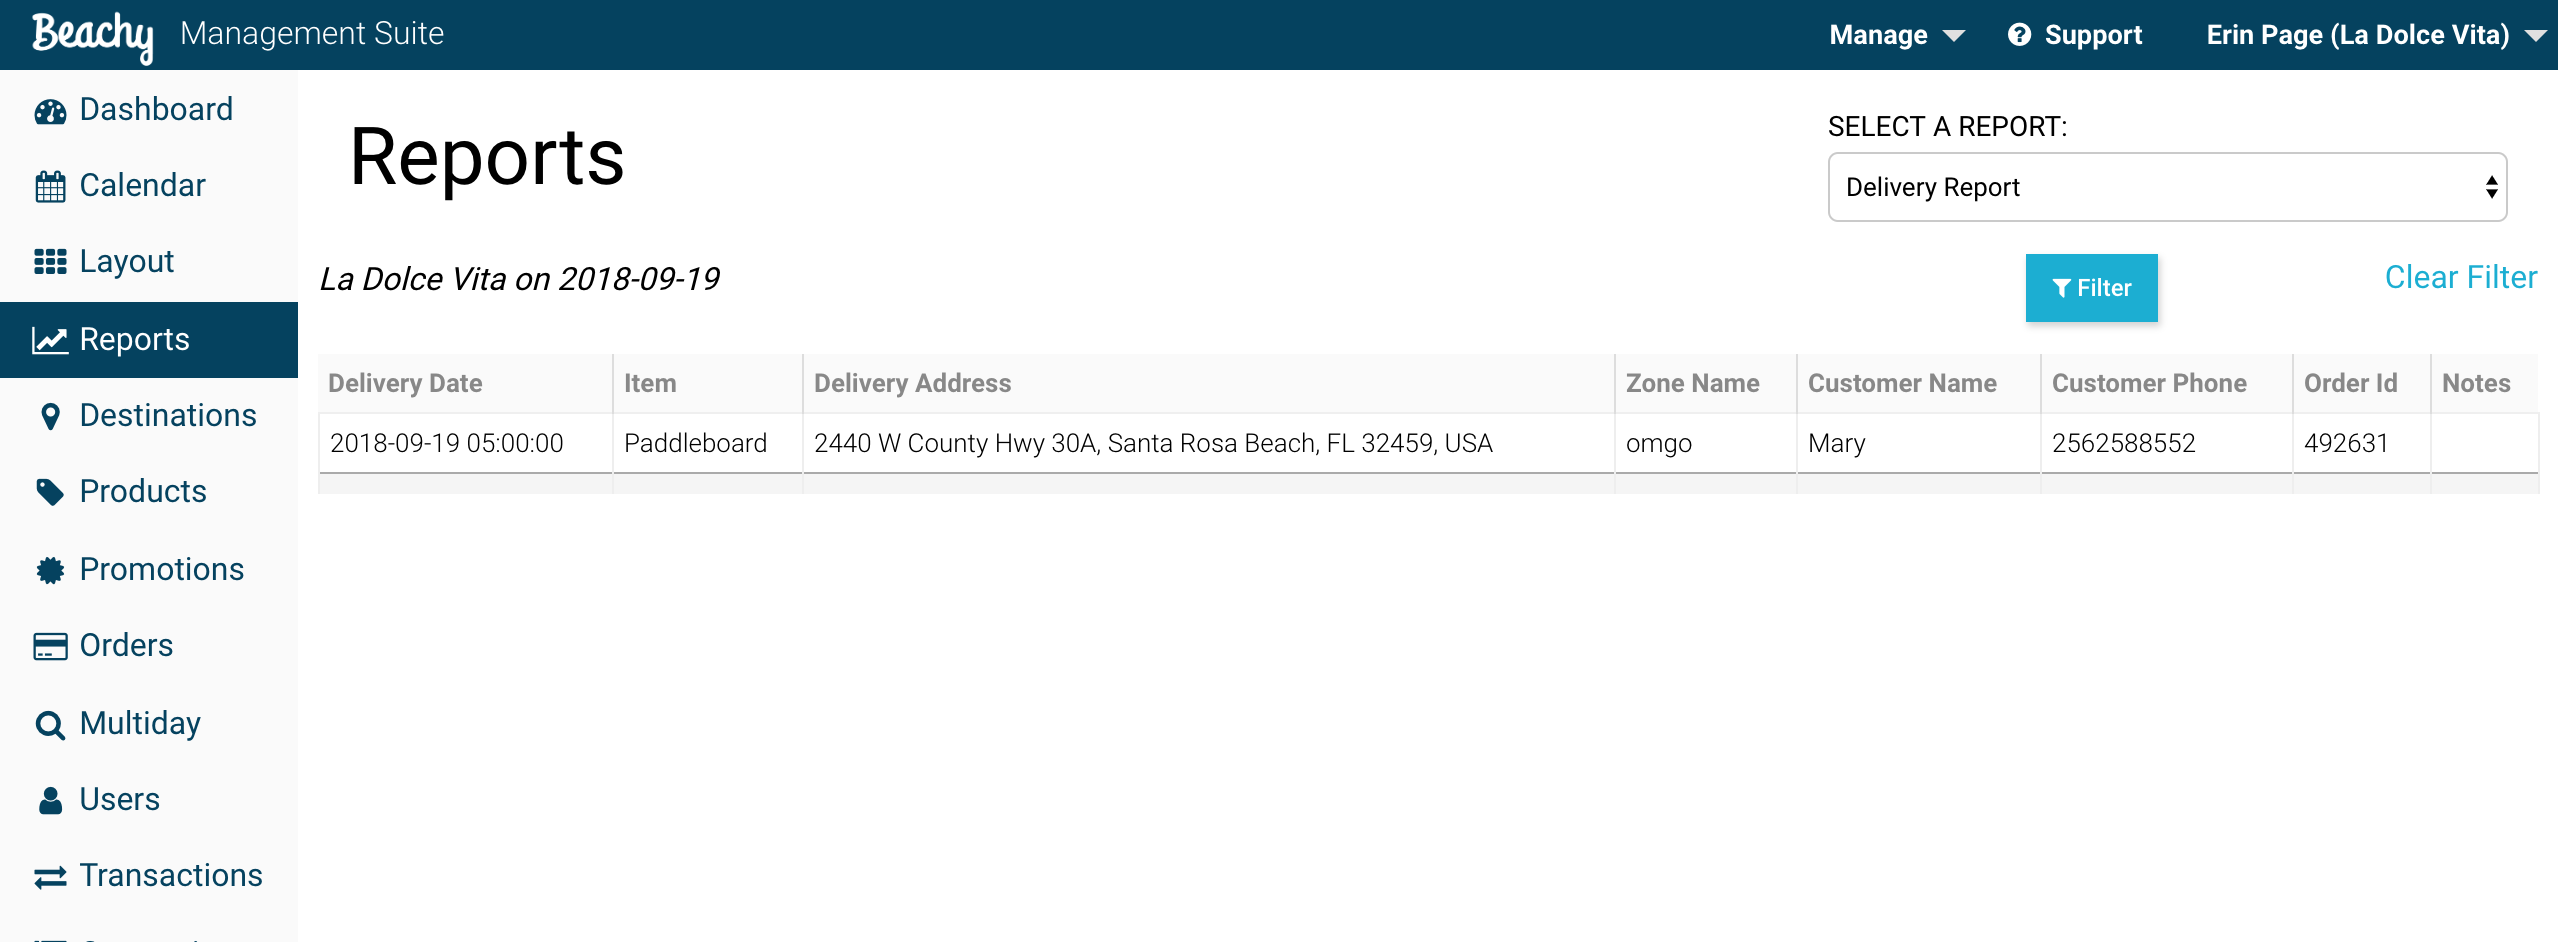 Beachy Management Suite
Manage Support Erin Page (La Dolce Vita)
Dashboard
Calendar
Layout
Reports
Destinations
Products
Promotions
Orders
Multiday
Users
Transactions
Reports
SELECT A REPORT:
Delivery Report
La Dolce Vita on 2018-09-19
Filter
Clear Filter
Delivery Date Item Delivery Address Zone Name Customer Name Customer Phone Order Id Notes
2018-09-19 05:00:00 Paddleboard 2440 W County Hwy 30A, Santa Rosa Beach, FL 32459, USA omgo Mary 2562588552 492631